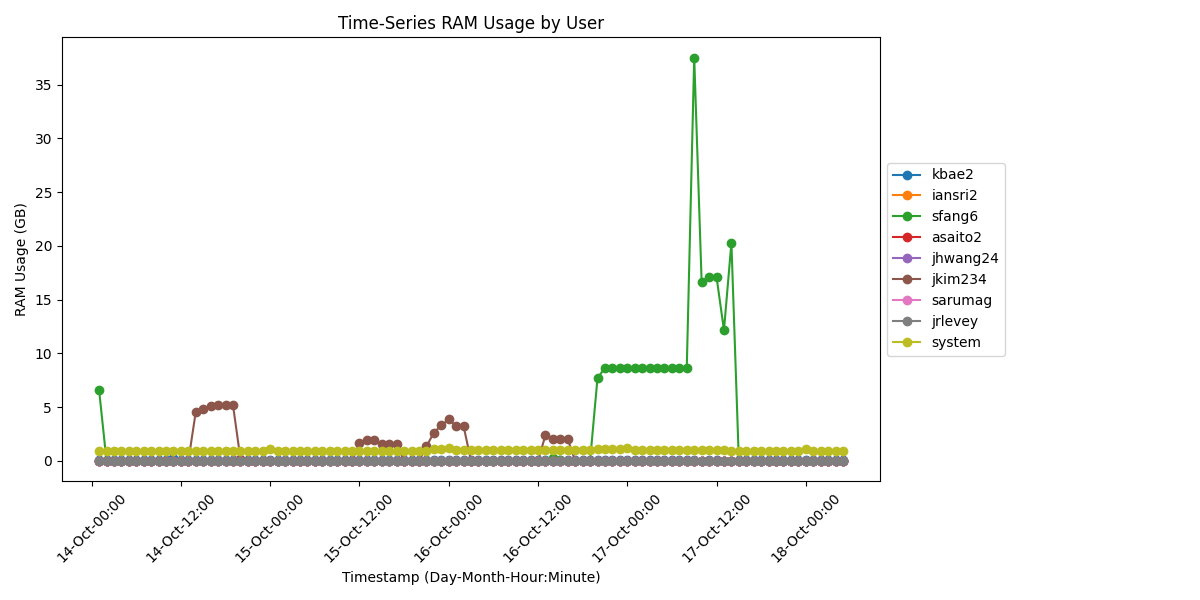 Time-Series RAM Usage by User
RAM Usage (GB)
35
30
25
20
15
10
5
0
14-Oct-00:00
14-Oct-12:00
15-Oct-00:00
15-Oct-12:00
16-Oct-00:00
16-Oct-12:00
17-Oct-00:00
17-Oct-12:00
18-Oct-00:00
Timestamp (Day-Month-Hour:Minute)
kbae2
iansri2
sfang6
asaito2
jhwang24
jkim234
sarumag
jrlevey
system